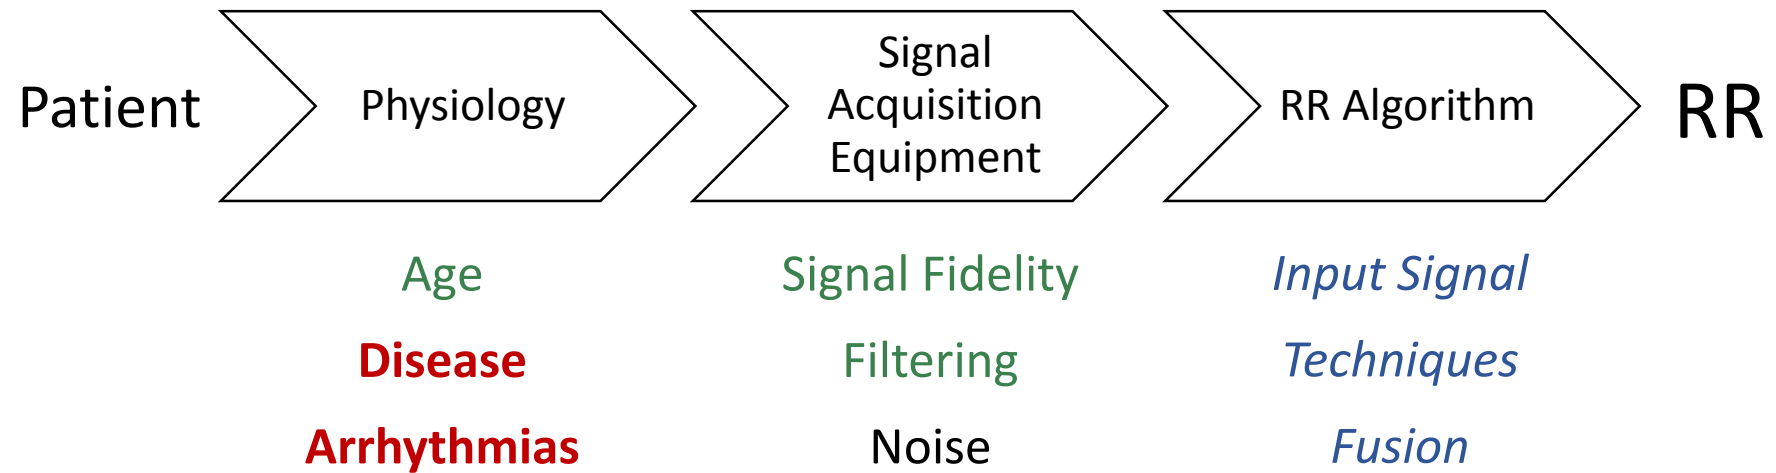 Patient
Physiology
Signal
Acquisition
Equipment
RR Algorithm
RR
Age
Signal Fidelity
Input Signal
Disease
Filtering
Techniques
Arrhythmias
Noise
Fusion